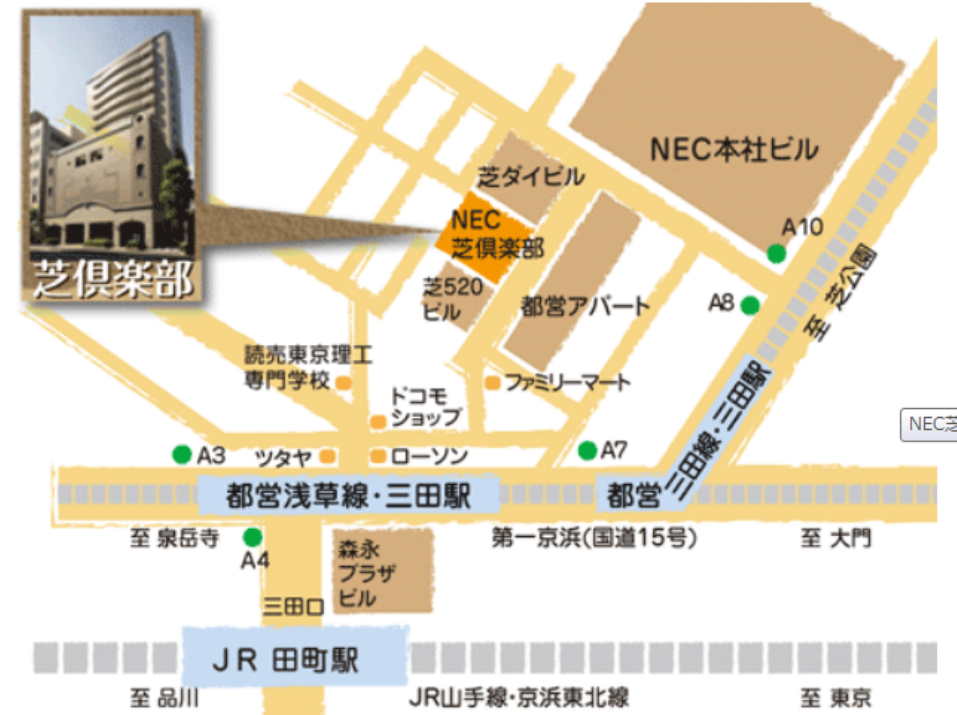 芝倶楽部
NEC本社ビル
芝ダイビル
NEC
芝倶楽部
A10
芝520
ビル
都営アパート
A8
至 芝公園
読売東京理工
専門学校
ファミリーマート
ドコモ
ショップ
三田線・三田駅
NEC芝
A3
ツタヤ
ローソン
A7
都営浅草線・三田駅
都営
至 泉岳寺
A4
第一京浜(国道15号)
至 大門
森永
プラザ
ビル
三田口
JR 田町駅
至 品川
JR山手線・京浜東北線
至 東京